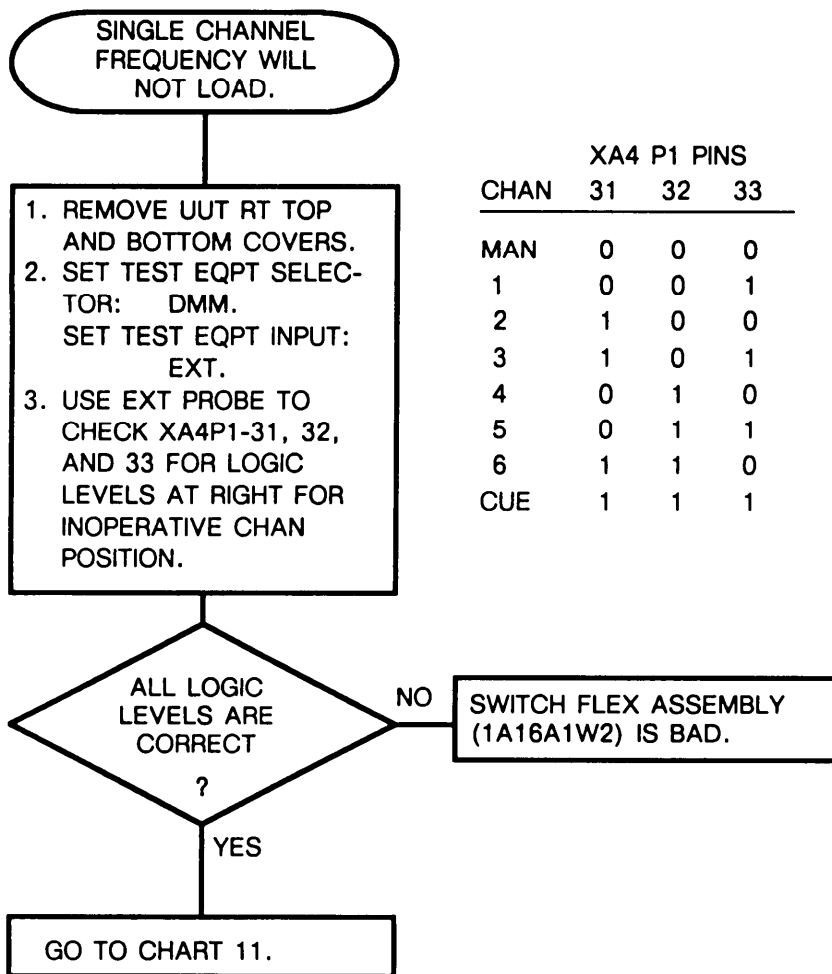 SINGLE CHANNEL
FREQUENCY WILL
NOT LOAD.
1. REMOVE UUT RT TOP
AND BOTTOM COVERS.
2. SET TEST EQPT SELEC-
TOR: DMM.
SET TEST EQPT INPUT:
EXT.
3. USE EXT PROBE TO
CHECK XA4P1-31, 32,
AND 33 FOR LOGIC
LEVELS AT RIGHT FOR
INOPERATIVE CHAN
POSITION.
XA4 P1 PINS
CHAN 31 32 33
MAN 0 0 0
1 0 0 1
2 1 0 0
3 1 0 1
4 0 1 0
5 0 1 1
6 1 1 0
CUE 1 1 1
ALL LOGIC
LEVELS ARE
CORRECT
?
NO
SWITCH FLEX ASSEMBLY
(1A16A1W2) IS BAD.
YES
GO TO CHART 11.